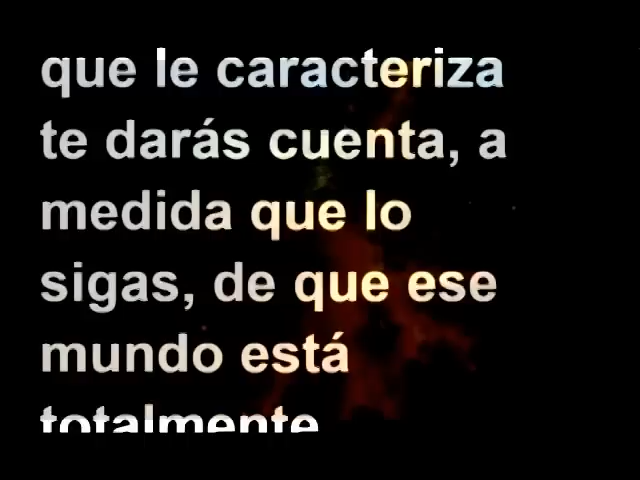 que le caracteriza
te darás cuenta, a
medida que lo
sigas, de que ese
mundo está
totalmente